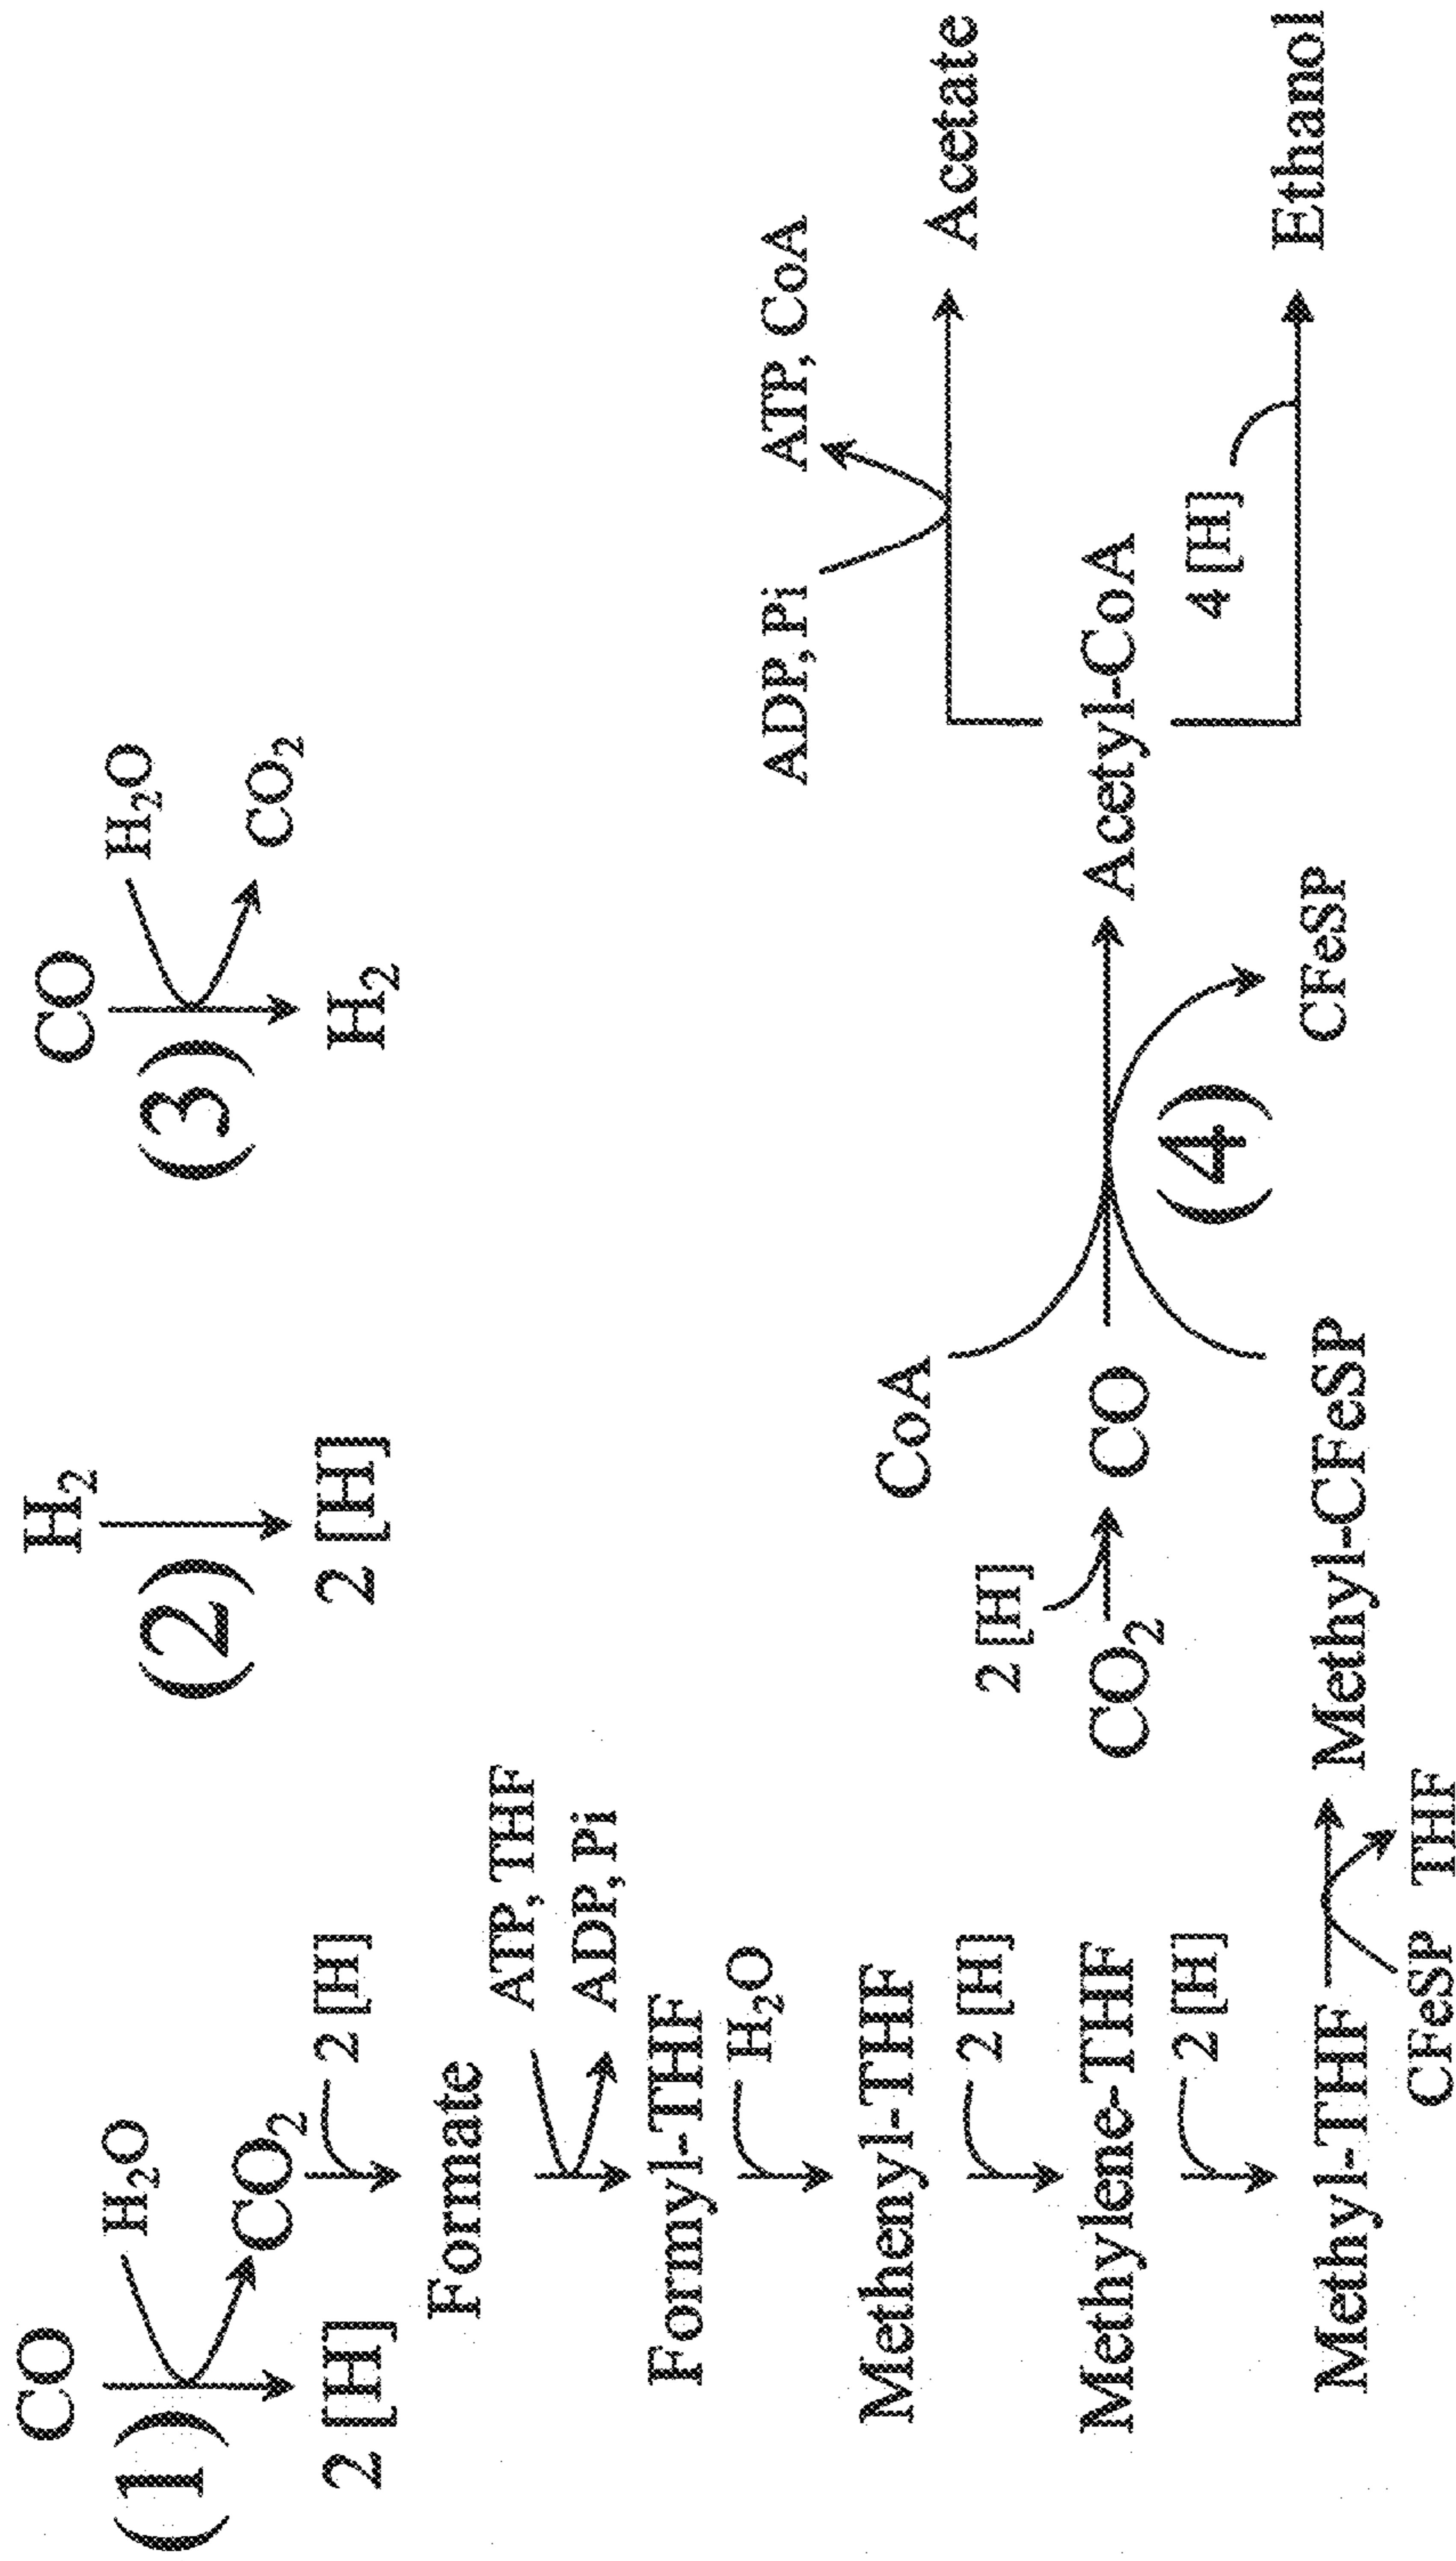 CO
H₂O
(1)
CO₂
2 [H]
2 [H]
Formate
ATP, THF
ADP, Pi
Formyl-THF
H₂O
Methenyl-THF
2 [H]
Methylene-THF
2 [H]
Methyl-THF
CFeSP
THF
Methyl-CFeSP
H₂
(2)
2 [H]
CO
H₂O
(3)
CO₂
H₂
2 [H]
CO₂
CO
CoA
(4)
CFeSP
Acetyl-CoA
ADP, Pi
ATP, CoA
Acetate
4 [H]
Ethanol